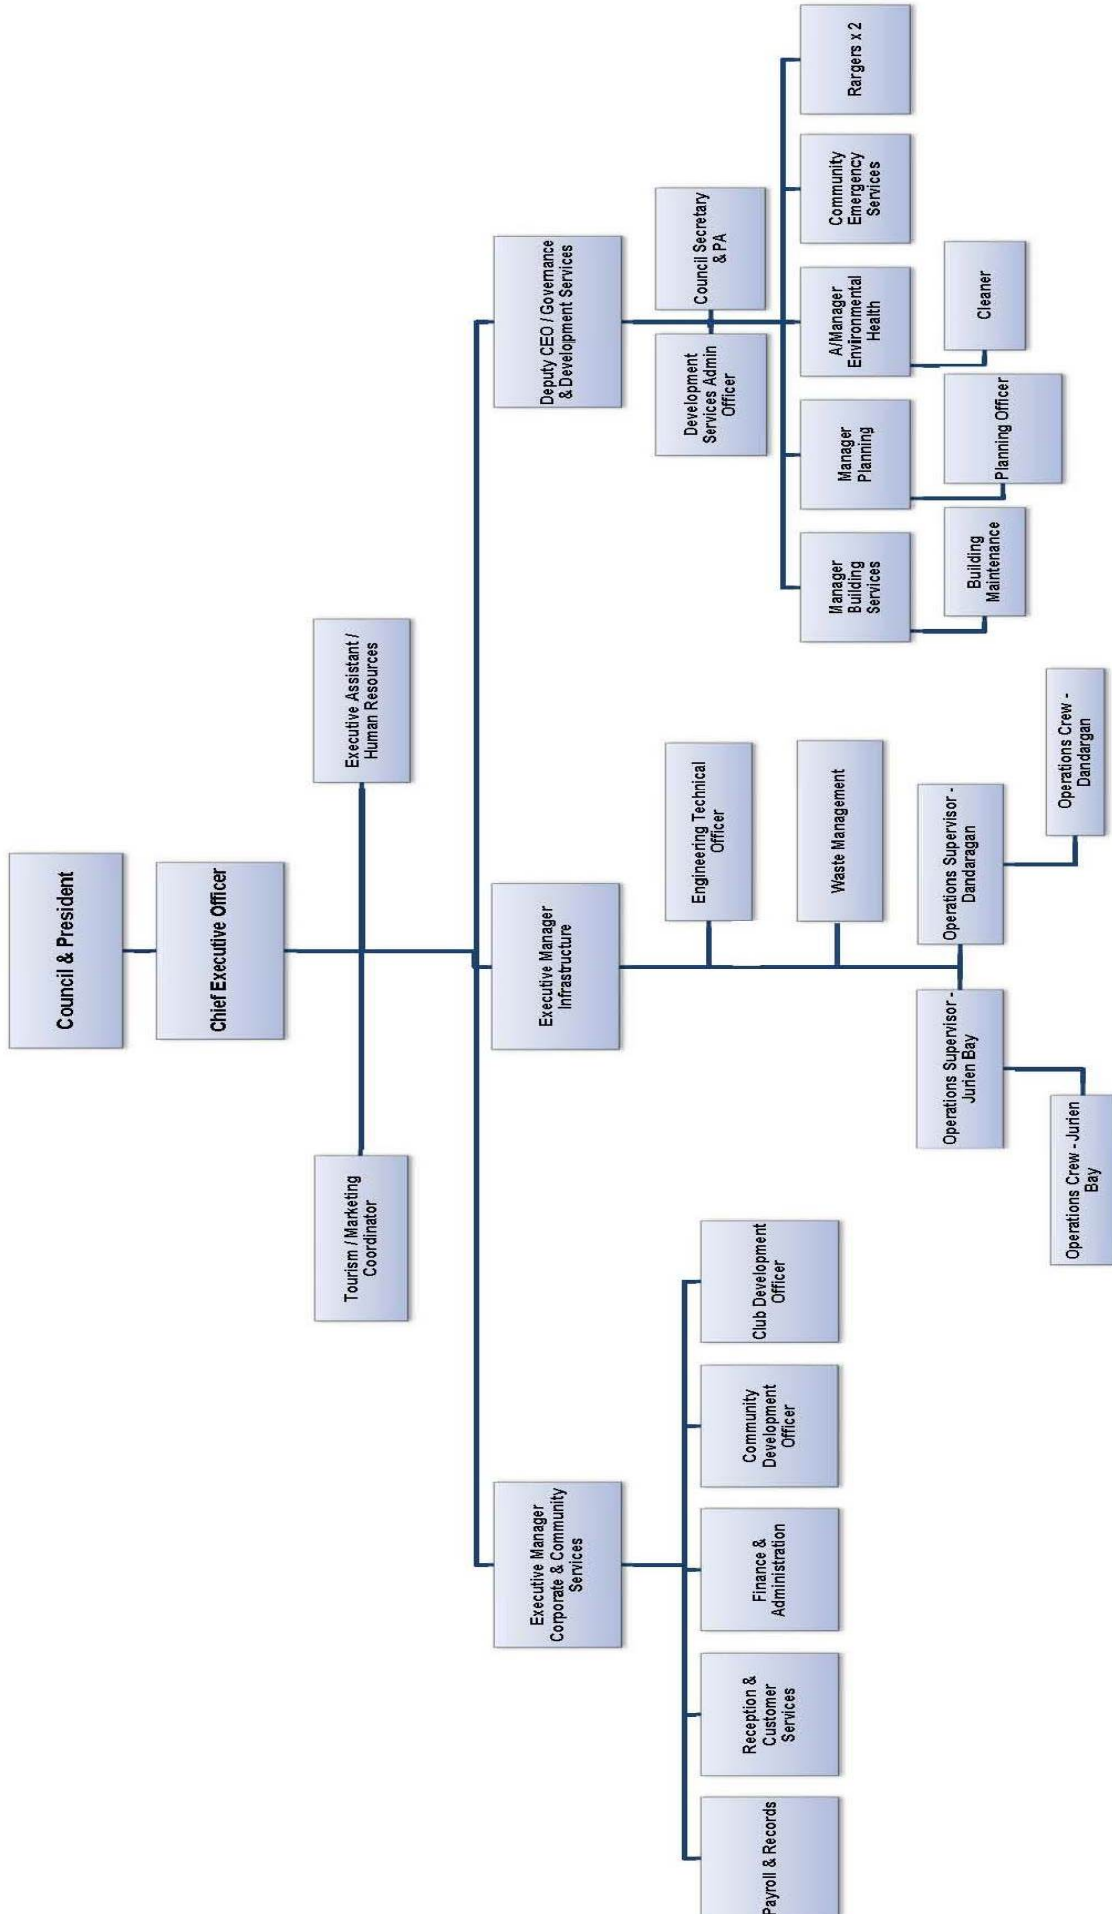 Council & President
Chief Executive Officer
Tourism / Marketing
Coordinator
Executive Assistant /
Human Resources
Executive Manager
Corporate & Community
Services
Executive Manager
Infrastructure
Deputy CEO / Governance
& Development Services
Payroll & Records
Reception &
Customer
Services
Finance &
Administration
Community
Development
Officer
Club Development
Officer
Engineering Technical
Officer
Waste Management
Operations Supervisor -
Jurien Bay
Operations Supervisor -
Dandaragan
Operations Crew - Jurien
Bay
Operations Crew -
Dandargan
Development
Services Admin
Officer
Council Secretary
& PA
Manager
Building
Services
Manager
Planning
A/Manager
Environmental
Health
Community
Emergency
Services
Rargers x 2
Building
Maintenance
Planning Officer
Cleaner